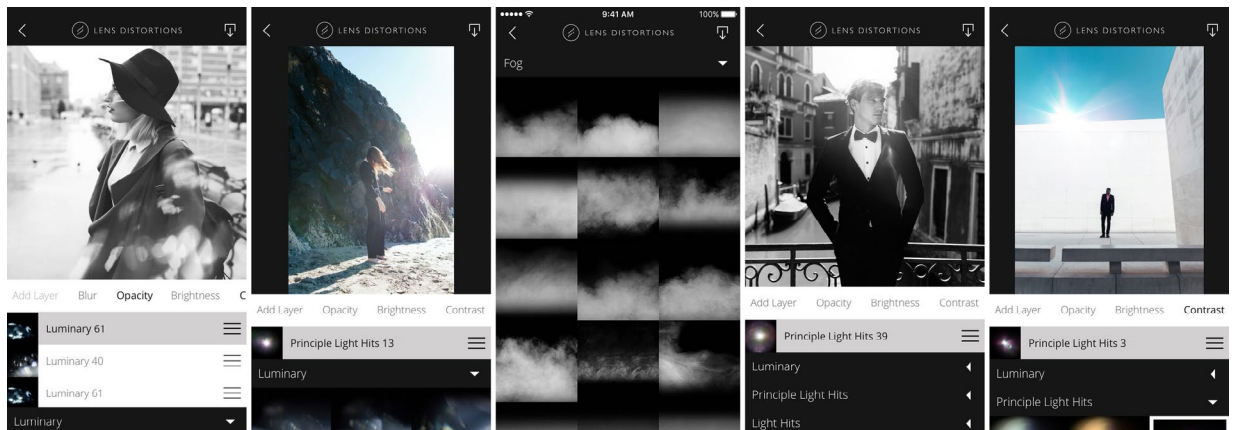 LENS DISTORTIONS
Add Layer Blur Opacity Brightness C
Luminary 61
Luminary 40
Luminary 61
Luminary
LENS DISTORTIONS
Add Layer Opacity Brightness Contrast
Principle Light Hits 13
Luminary
9:41 AM 100%
LENS DISTORTIONS
Fog
LENS DISTORTIONS
Add Layer Opacity Brightness Contrast
Principle Light Hits 39
Luminary
Principle Light Hits
Light Hits
LENS DISTORTIONS
Add Layer Opacity Brightness Contrast
Principle Light Hits 3
Luminary
Principle Light Hits